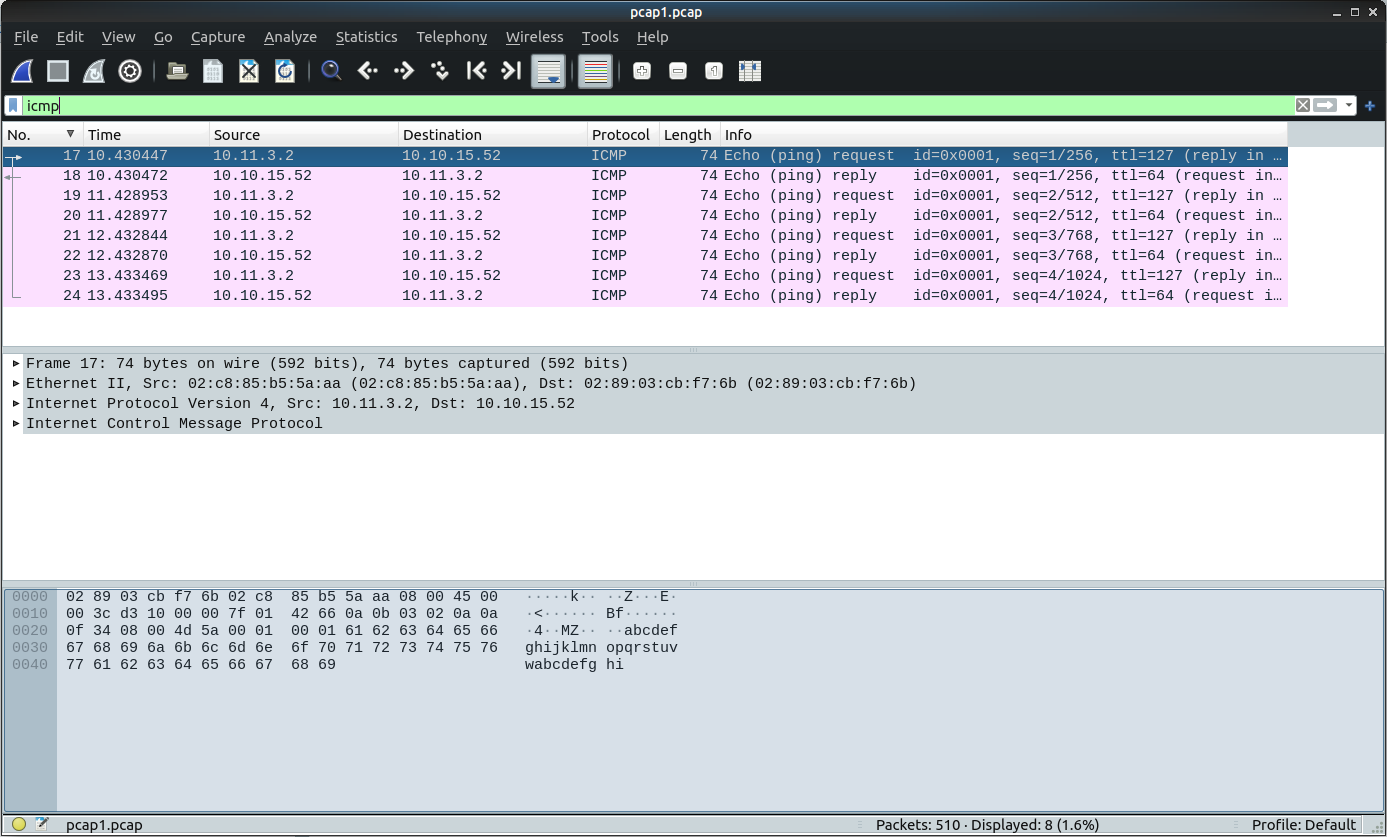 pcap1.pcap
File Edit View Go Capture Analyze Statistics Telephony Wireless Tools Help
icmp
No. Time Source Destination Protocol Length Info
17 10.430447 10.11.3.2 10.10.15.52 ICMP 74 Echo (ping) request id=0x0001, seq=1/256, ttl=127 (reply in …
18 10.430472 10.10.15.52 10.11.3.2 ICMP 74 Echo (ping) reply id=0x0001, seq=1/256, ttl=64 (request in…
19 11.428953 10.11.3.2 10.10.15.52 ICMP 74 Echo (ping) request id=0x0001, seq=2/512, ttl=127 (reply in …
20 11.428977 10.10.15.52 10.11.3.2 ICMP 74 Echo (ping) reply id=0x0001, seq=2/512, ttl=64 (request in…
21 12.432844 10.11.3.2 10.10.15.52 ICMP 74 Echo (ping) request id=0x0001, seq=3/768, ttl=127 (reply in …
22 12.432870 10.10.15.52 10.11.3.2 ICMP 74 Echo (ping) reply id=0x0001, seq=3/768, ttl=64 (request in…
23 13.433469 10.11.3.2 10.10.15.52 ICMP 74 Echo (ping) request id=0x0001, seq=4/1024, ttl=127 (reply in…
24 13.433495 10.10.15.52 10.11.3.2 ICMP 74 Echo (ping) reply id=0x0001, seq=4/1024, ttl=64 (request i…
Frame 17: 74 bytes on wire (592 bits), 74 bytes captured (592 bits)
Ethernet II, Src: 02:c8:85:b5:5a:aa (02:c8:85:b5:5a:aa), Dst: 02:89:03:cb:f7:6b (02:89:03:cb:f7:6b)
Internet Protocol Version 4, Src: 10.11.3.2, Dst: 10.10.15.52
Internet Control Message Protocol
0000 02 89 03 cb f7 6b 02 c8 85 b5 5a aa 08 00 45 00 ·····k·· ··Z···E·
0010 00 3c d3 10 00 00 7f 01 42 66 0a 0b 03 02 0a 0a ·<······ Bf······
0020 0f 34 08 00 4d 5a 00 01 00 01 61 62 63 64 65 66 ·4··MZ·· ··abcdef
0030 67 68 69 6a 6b 6c 6d 6e 6f 70 71 72 73 74 75 76 ghijklmn opqrstuv
0040 77 61 62 63 64 65 66 67 68 69 wabcdefg hi
pcap1.pcap Packets: 510 · Displayed: 8 (1.6%) Profile: Default